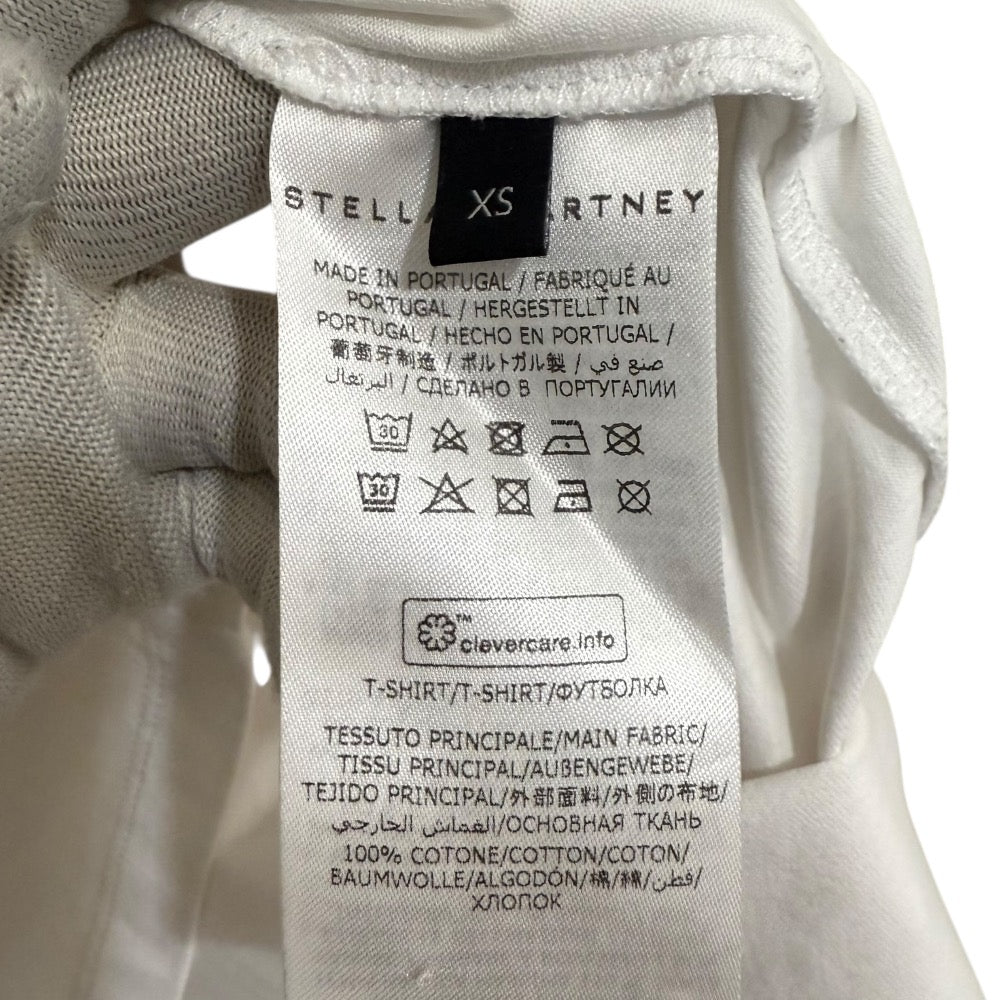 XS
STELLA ARTNEY
MADE IN PORTUGAL / FABRIQUÉ AU
PORTUGAL / HERGESTELLT IN
PORTUGAL / HECHO EN PORTUGAL /
葡萄牙制造 / ポルトガル製 / صنع في
البرتغال / СДЕЛАНО В ПОРТУГАЛИИ
30
30
™
clevercare.info
T-SHIRT/T-SHIRT/ФУТБОЛКА
TESSUTO PRINCIPALE/MAIN FABRIC/
TISSU PRINCIPAL/AUßENGEWEBE/
TEJIDO PRINCIPAL/外部面料/外側の布地/
القماش الخارجي/ОСНОВНАЯ ТКАНЬ
100% COTONE/COTTON/COTON/
BAUMWOLLE/ALGODÓN/棉/綿/قطن/
ХЛОПОК